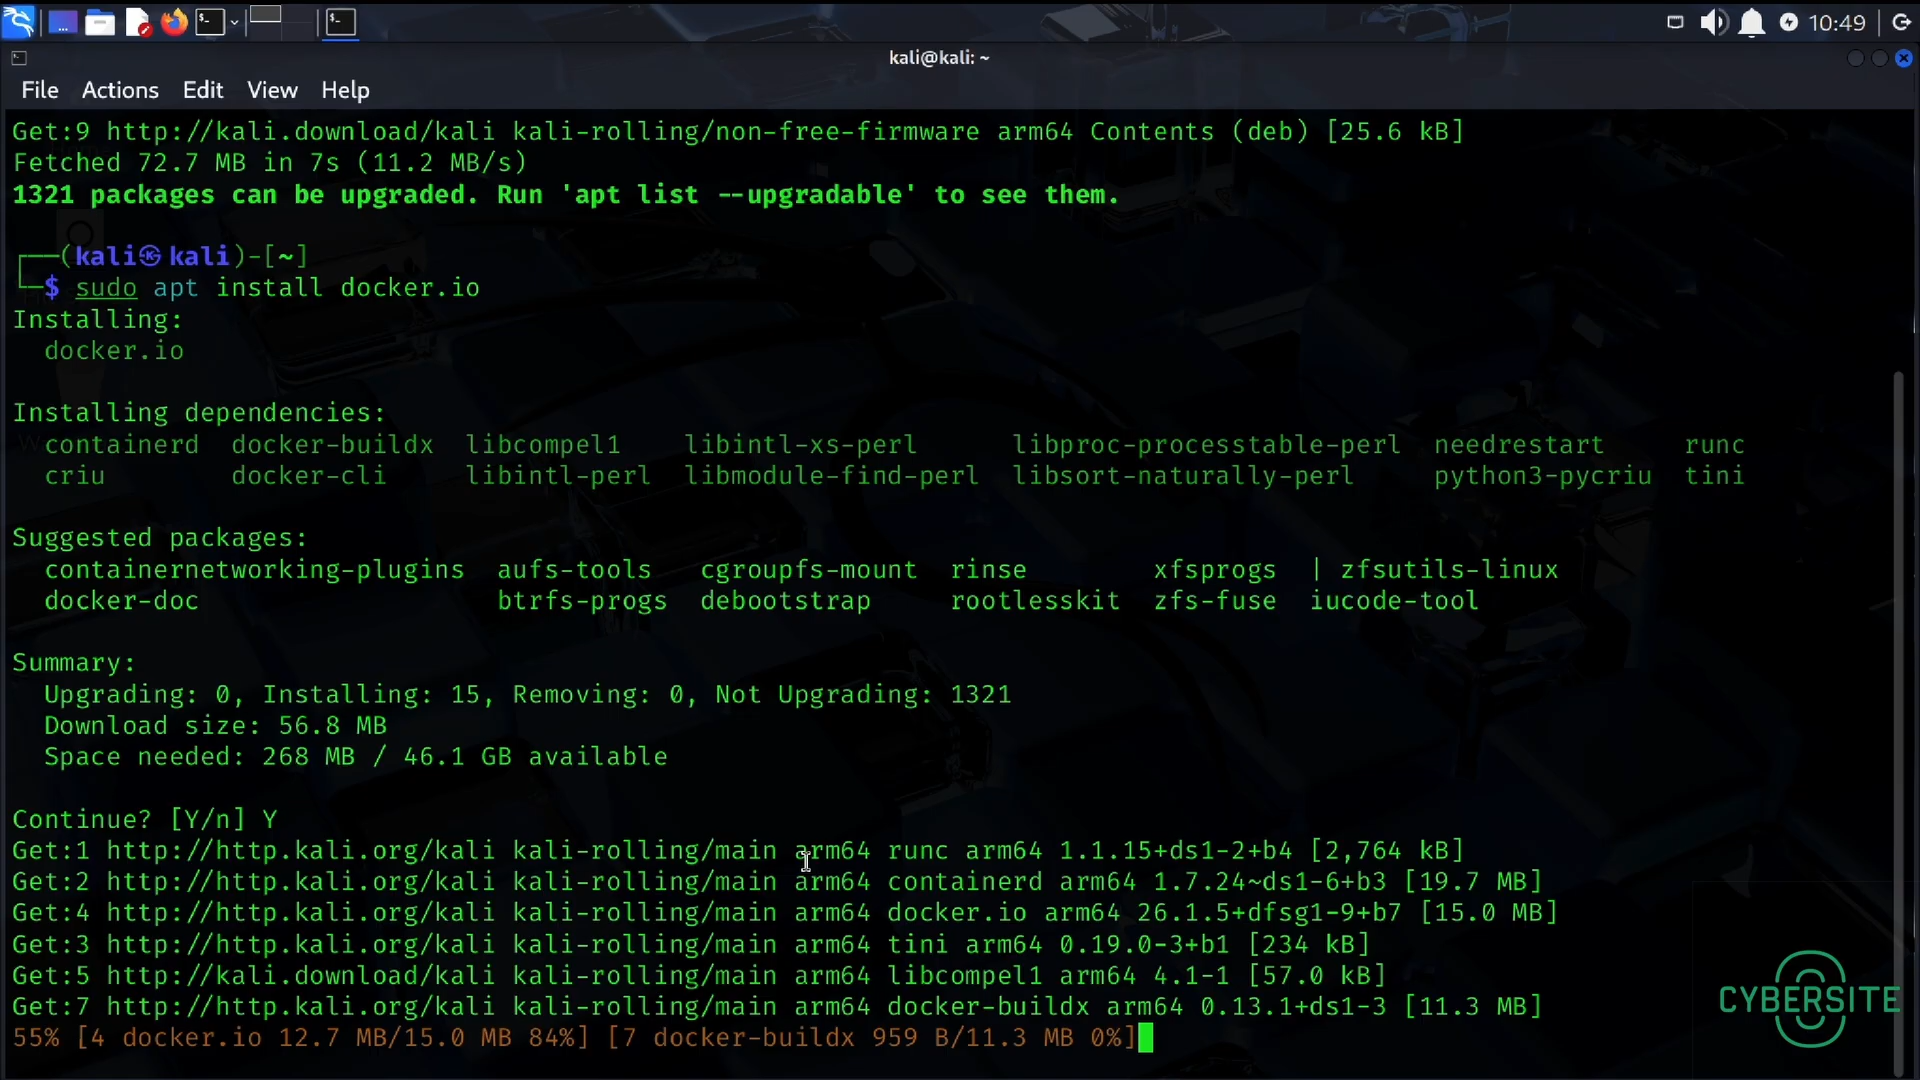 10:49
kali@kali: ~
File Actions Edit View Help
Get:9 http://kali.download/kali kali-rolling/non-free-firmware arm64 Contents (deb) [25.6 kB]
Fetched 72.7 MB in 7s (11.2 MB/s)
1321 packages can be upgraded. Run 'apt list --upgradable' to see them.
┌──(kali㉿kali)-[~]
└─$ sudo apt install docker.io
Installing:
docker.io
Installing dependencies:
containerd docker-buildx libcompel1 libintl-xs-perl libproc-processtable-perl needrestart runc
criu docker-cli libintl-perl libmodule-find-perl libsort-naturally-perl python3-pycriu tini
Suggested packages:
containernetworking-plugins aufs-tools cgroupfs-mount rinse xfsprogs | zfsutils-linux
docker-doc btrfs-progs debootstrap rootlesskit zfs-fuse iucode-tool
Summary:
Upgrading: 0, Installing: 15, Removing: 0, Not Upgrading: 1321
Download size: 56.8 MB
Space needed: 268 MB / 46.1 GB available
Continue? [Y/n] Y
Get:1 http://http.kali.org/kali kali-rolling/main arm64 runc arm64 1.1.15+ds1-2+b4 [2,764 kB]
Get:2 http://http.kali.org/kali kali-rolling/main arm64 containerd arm64 1.7.24~ds1-6+b3 [19.7 MB]
Get:4 http://http.kali.org/kali kali-rolling/main arm64 docker.io arm64 26.1.5+dfsg1-9+b7 [15.0 MB]
Get:3 http://http.kali.org/kali kali-rolling/main arm64 tini arm64 0.19.0-3+b1 [234 kB]
Get:5 http://kali.download/kali kali-rolling/main arm64 libcompel1 arm64 4.1-1 [57.0 kB]
Get:7 http://http.kali.org/kali kali-rolling/main arm64 docker-buildx arm64 0.13.1+ds1-3 [11.3 MB]
55% [4 docker.io 12.7 MB/15.0 MB 84%] [7 docker-buildx 959 B/11.3 MB 0%]
CYBERSITE